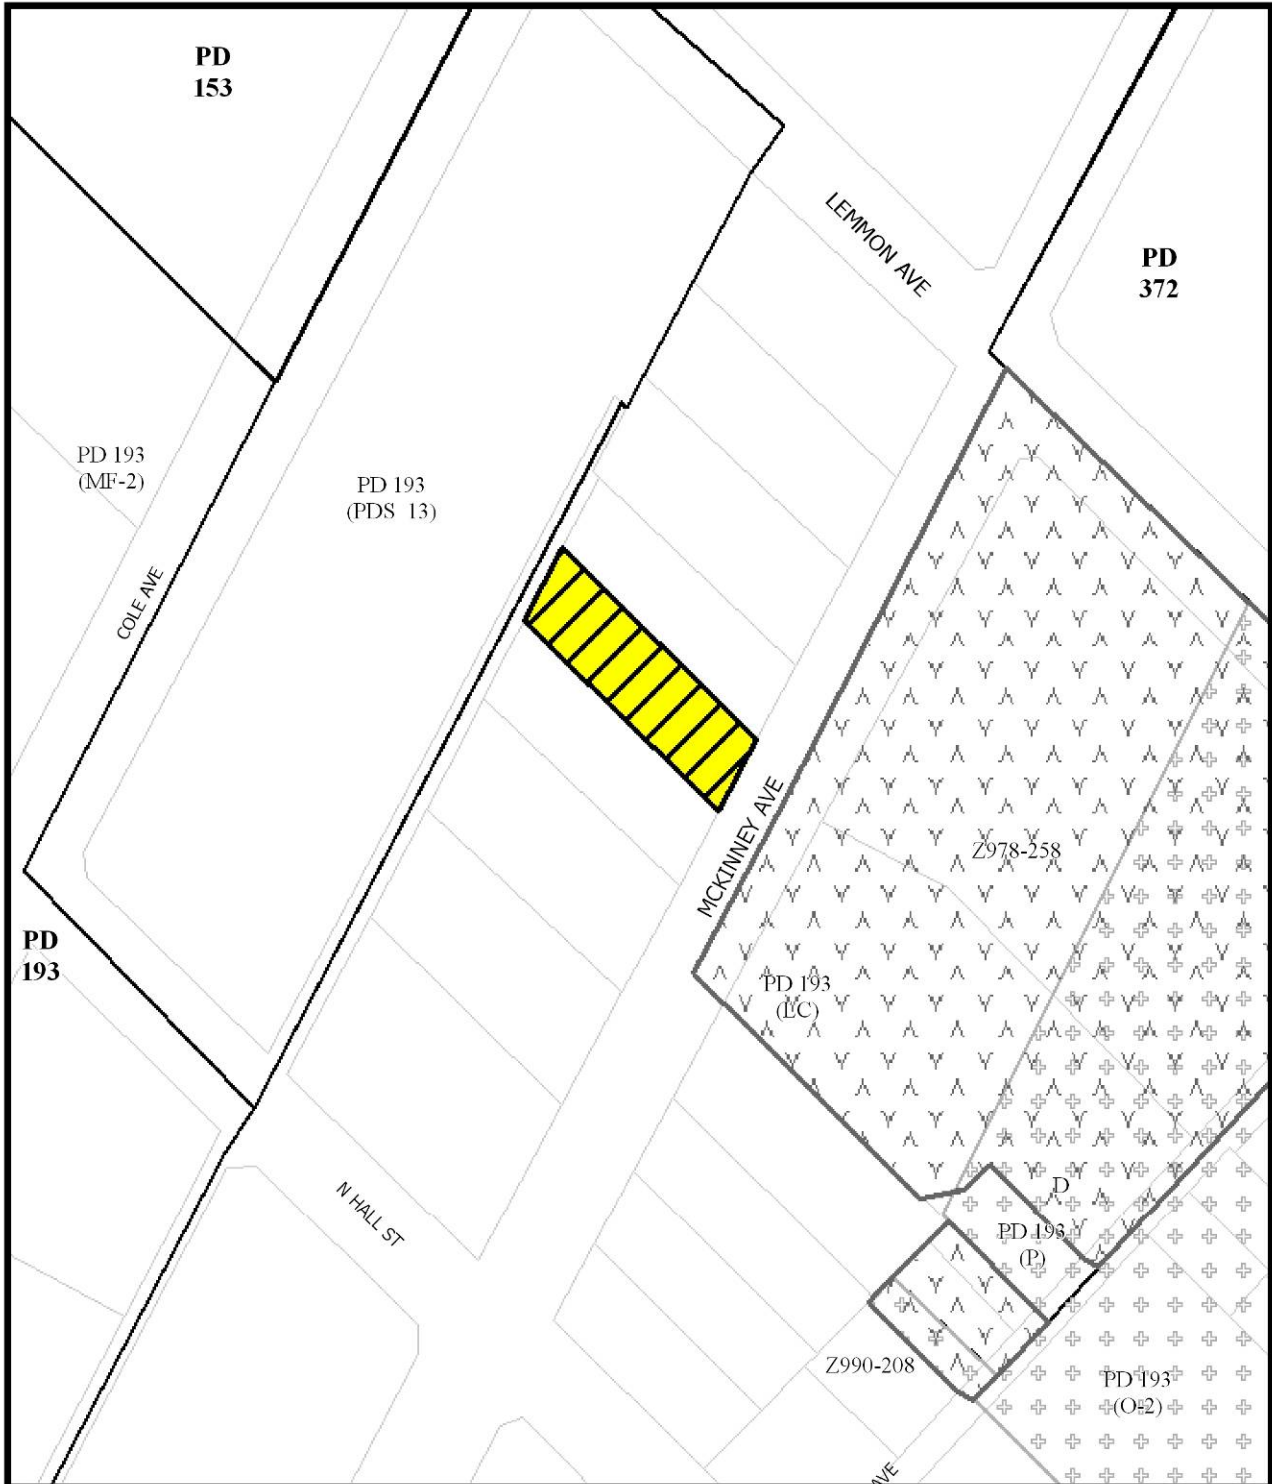 PD
153
LEMMON AVE
PD
372
PD 193
(MF-2)
PD 193
(PDS 13)
COLE AVE
MCKINNEY AVE
Z978-258
PD
193
PD 193
(LC)
N HALL ST
D
PD 193
(P)
Z990-208
PD 193
(O-2)
AVE